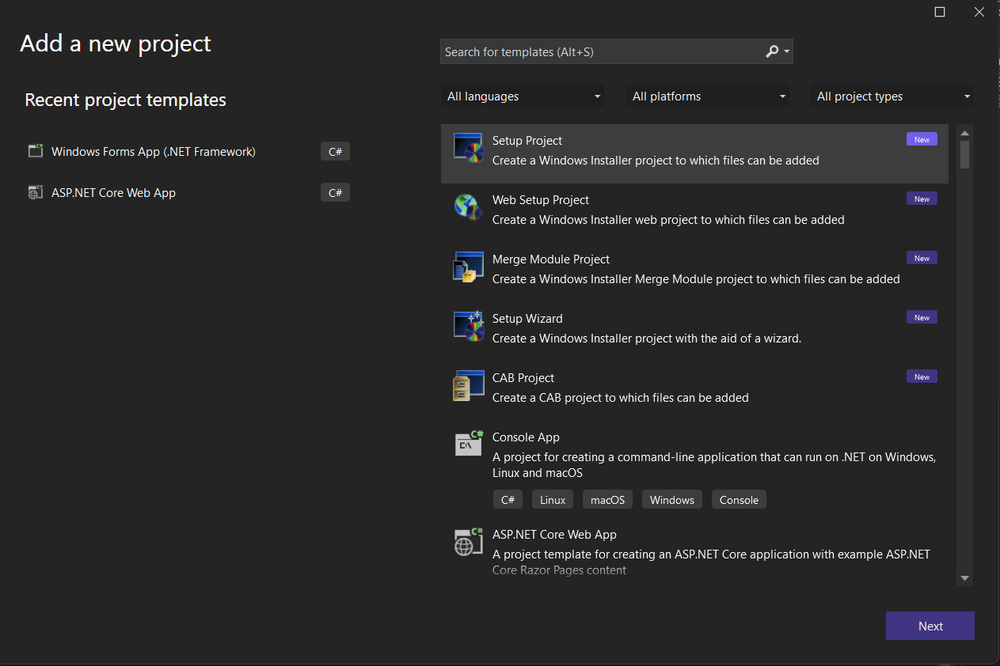 Add a new project
Search for templates (Alt+S)
Recent project templates
All languages
All platforms
All project types
Windows Forms App (.NET Framework)
C#
ASP.NET Core Web App
C#
Setup Project
New
Create a Windows Installer project to which files can be added
Web Setup Project
New
Create a Windows Installer web project to which files can be added
Merge Module Project
New
Create a Windows Installer Merge Module project to which files can be added
Setup Wizard
New
Create a Windows Installer project with the aid of a wizard.
CAB Project
New
Create a CAB project to which files can be added
C#
C:\
Console App
A project for creating a command-line application that can run on .NET on Windows,
Linux and macOS
C#
Linux
macOS
Windows
Console
C#
ASP.NET Core Web App
A project template for creating an ASP.NET Core application with example ASP.NET
Core Razor Pages content
Next